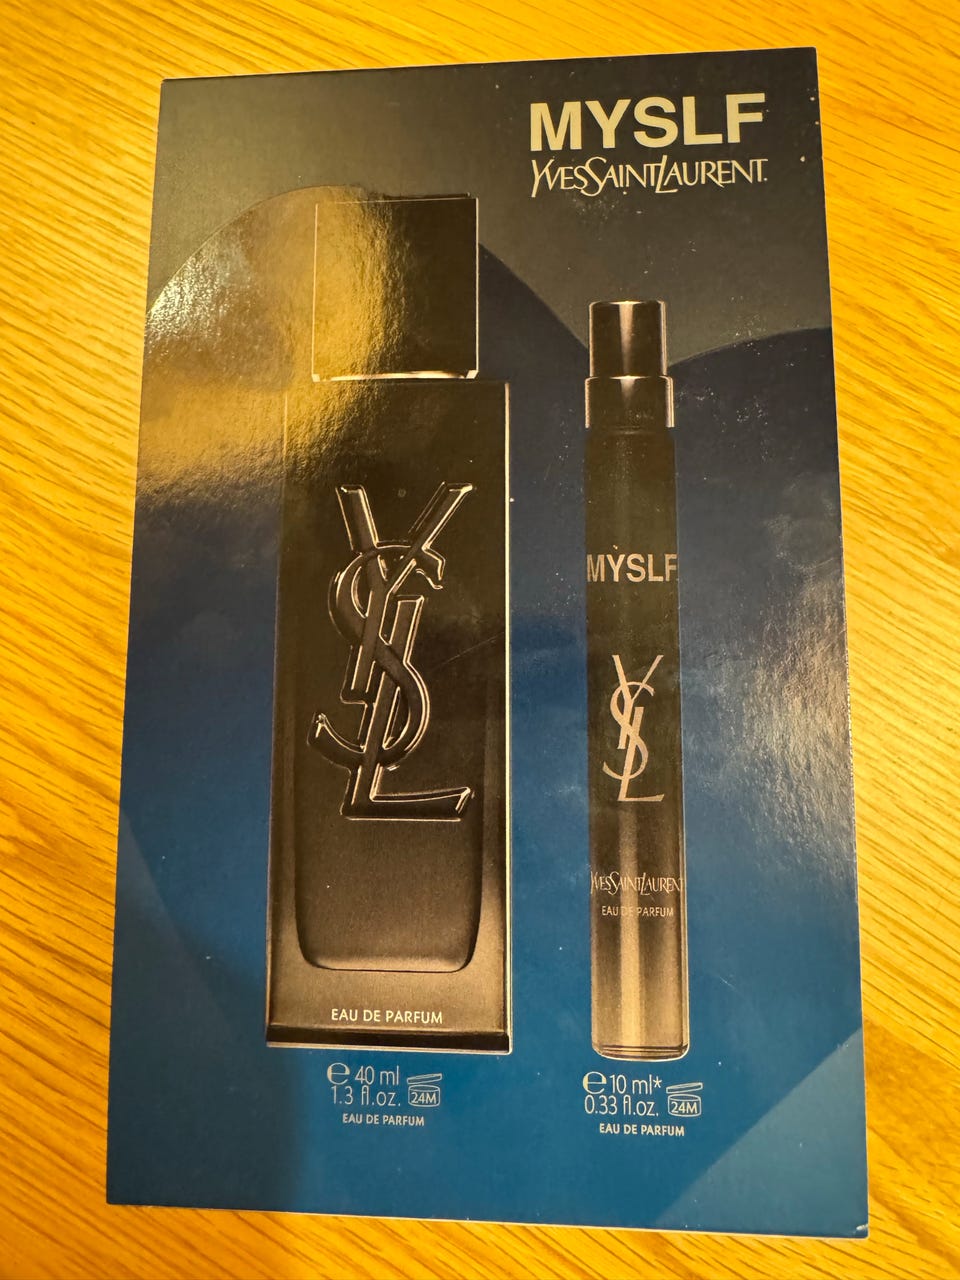 MYSLF
YVESSAINTLAURENT
YSL
EAU DE PARFUM
MYSLF
YSL
YVESSAINTLAURENT
EAU DE PARFUM
℮ 40 ml
1.3 fl.oz.
24M
EAU DE PARFUM
℮ 10 ml*
0.33 fl.oz.
24M
EAU DE PARFUM